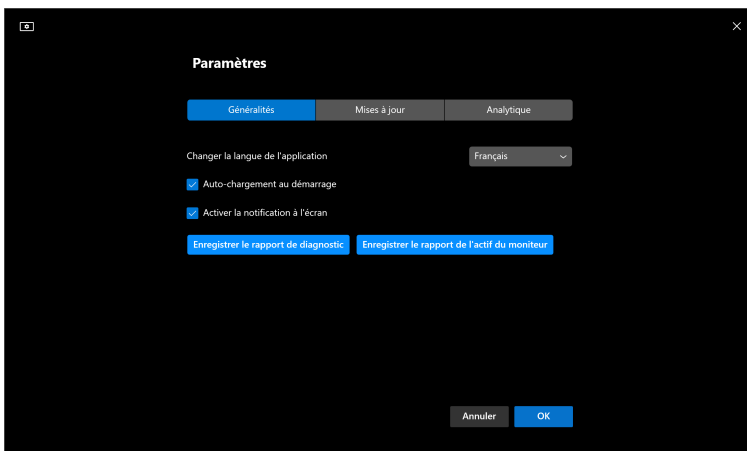 Paramètres
Généralités Mises à jour Analytique
Changer la langue de l'application Français
Auto-chargement au démarrage
Activer la notification à l'écran
Enregistrer le rapport de diagnostic Enregistrer le rapport de l'actif du moniteur
Annuler OK